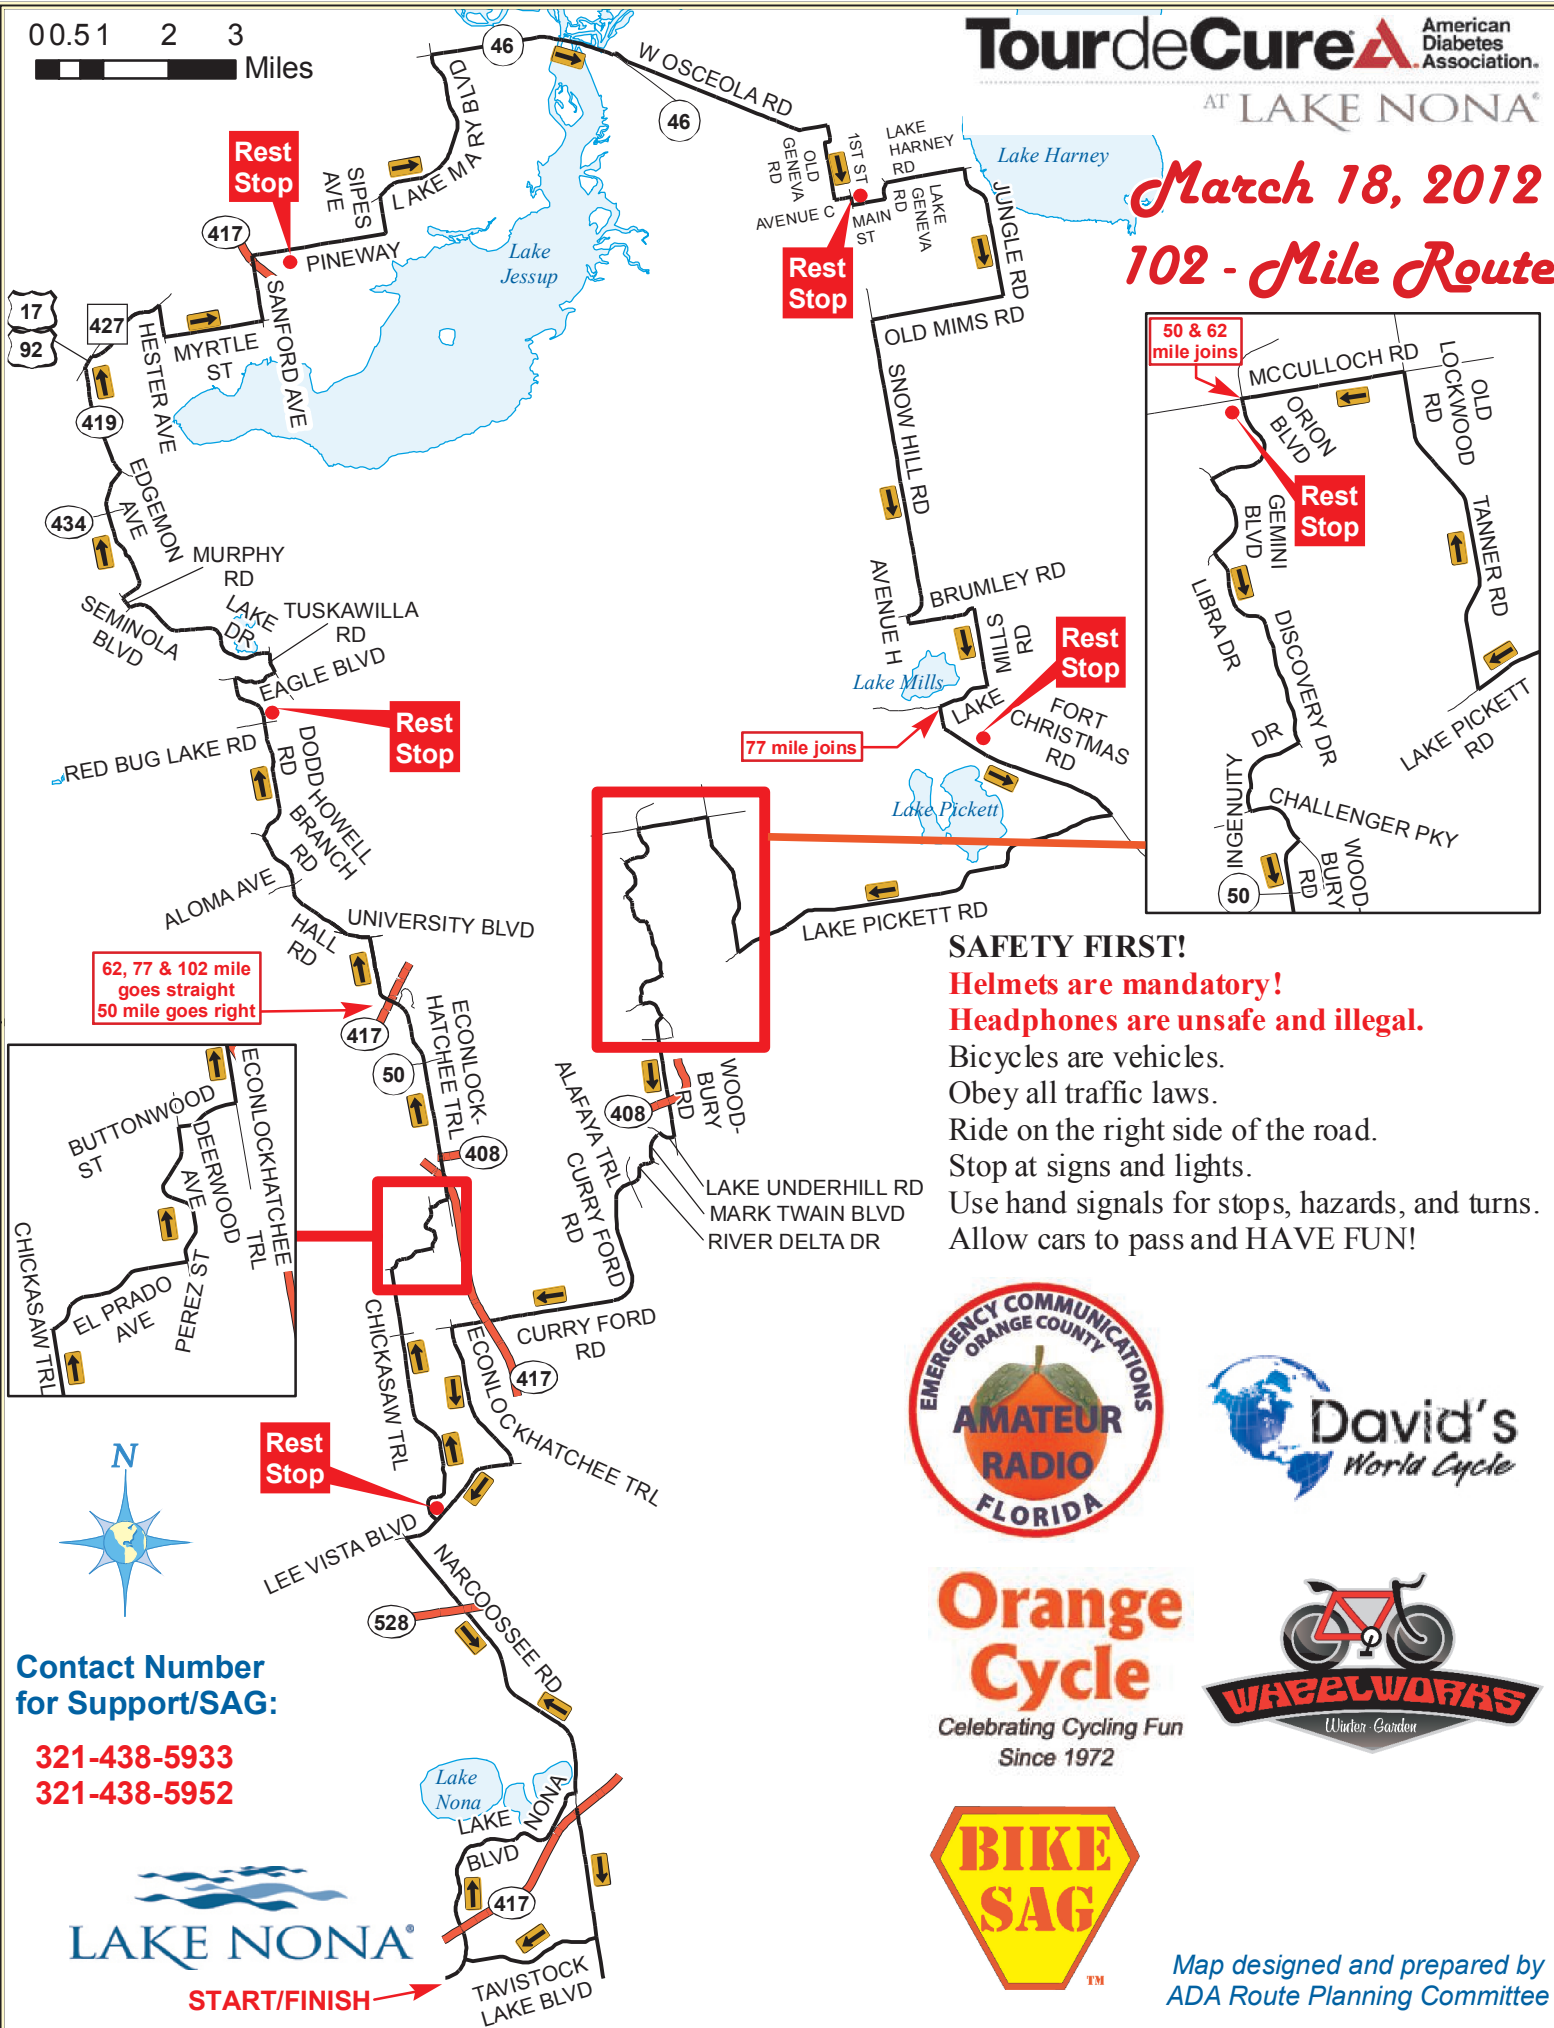 0 0.5 1 2 3
Miles
TourdeCure
American
Diabetes
Association.
AT LAKE NONA®
March 18, 2012
102 - Mile Route
46
W OSCEOLA RD
46
LAKE MARY BLVD
Rest
Stop
SIPES
AVE
417
PINEWAY
Lake
Jessup
OLD
GENEVA
RD
1ST ST
LAKE
HARNEY
RD
Lake Harney
AVENUE C
MAIN
ST
LAKE
GENEVA
RD
JUNGLE RD
Rest
Stop
OLD MIMS RD
17
92
427
HESTER AVE
MYRTLE
ST
SANFORD AVE
419
EDGEMON
AVE
434
MURPHY
RD
SEMINOLA
BLVD
LAKE
DR
TUSKAWILLA
RD
EAGLE BLVD
Rest
Stop
RED BUG LAKE RD
DODD
RD
HOWELL
BRANCH
RD
ALOMA AVE
HALL
RD
UNIVERSITY BLVD
SNOW HILL RD
AVENUE H
BRUMLEY RD
MILLS
RD
Lake Mills
LAKE
Rest
Stop
FORT
CHRISTMAS
RD
77 mile joins
Lake Pickett
LAKE PICKETT RD
50 & 62
mile joins
MCCULLOCH RD
OLD
LOCKWOOD
RD
ORION
BLVD
Rest
Stop
GEMINI
BLVD
TANNER RD
LIBRA DR
DISCOVERY DR
LAKE PICKETT
RD
INGENUITY
DR
CHALLENGER PKY
WOOD-
BURY
RD
50
62, 77 & 102 mile
goes straight
50 mile goes right
417
50
ECONLOCK-
HATCHEE TRL
408
ALAFAYA TRL
408
WOOD-
BURY
RD
LAKE UNDERHILL RD
MARK TWAIN BLVD
RIVER DELTA DR
CURRY FORD
RD
CURRY FORD
RD
417
BUTTONWOOD
ST
DEERWOOD
AVE
ECONLOCKHATCHEE
TRL
CHICKASAW TRL
EL PRADO
AVE
PEREZ ST
CHICKASAW TRL
ECONLOCKHATCHEE TRL
Rest
Stop
LEE VISTA BLVD
NARCOOSSEE RD
528
SAFETY FIRST!
Helmets are mandatory!
Headphones are unsafe and illegal.
Bicycles are vehicles.
Obey all traffic laws.
Ride on the right side of the road.
Stop at signs and lights.
Use hand signals for stops, hazards, and turns.
Allow cars to pass and HAVE FUN!
EMERGENCY COMMUNICATIONS
ORANGE COUNTY
AMATEUR
RADIO
FLORIDA
David's
World Cycle
Orange
Cycle
Celebrating Cycling Fun
Since 1972
WHEELWORKS
Winter Garden
BIKE
SAG
TM
N
Contact Number
for Support/SAG:
321-438-5933
321-438-5952
Lake
Nona
LAKE NONA
BLVD
417
TAVISTOCK
LAKE BLVD
LAKE NONA®
START/FINISH
Map designed and prepared by
ADA Route Planning Committee